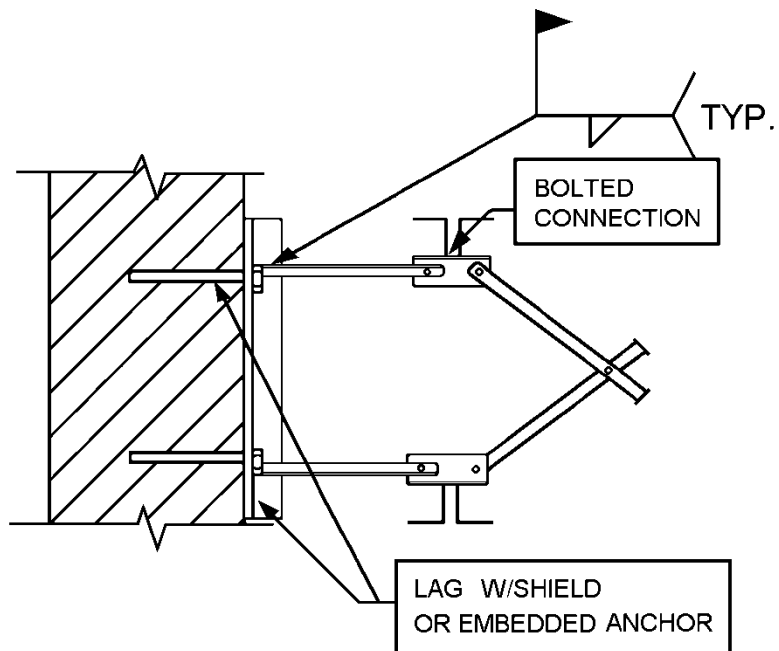 TYP.
BOLTED
CONNECTION
LAG W/SHIELD
OR EMBEDDED ANCHOR